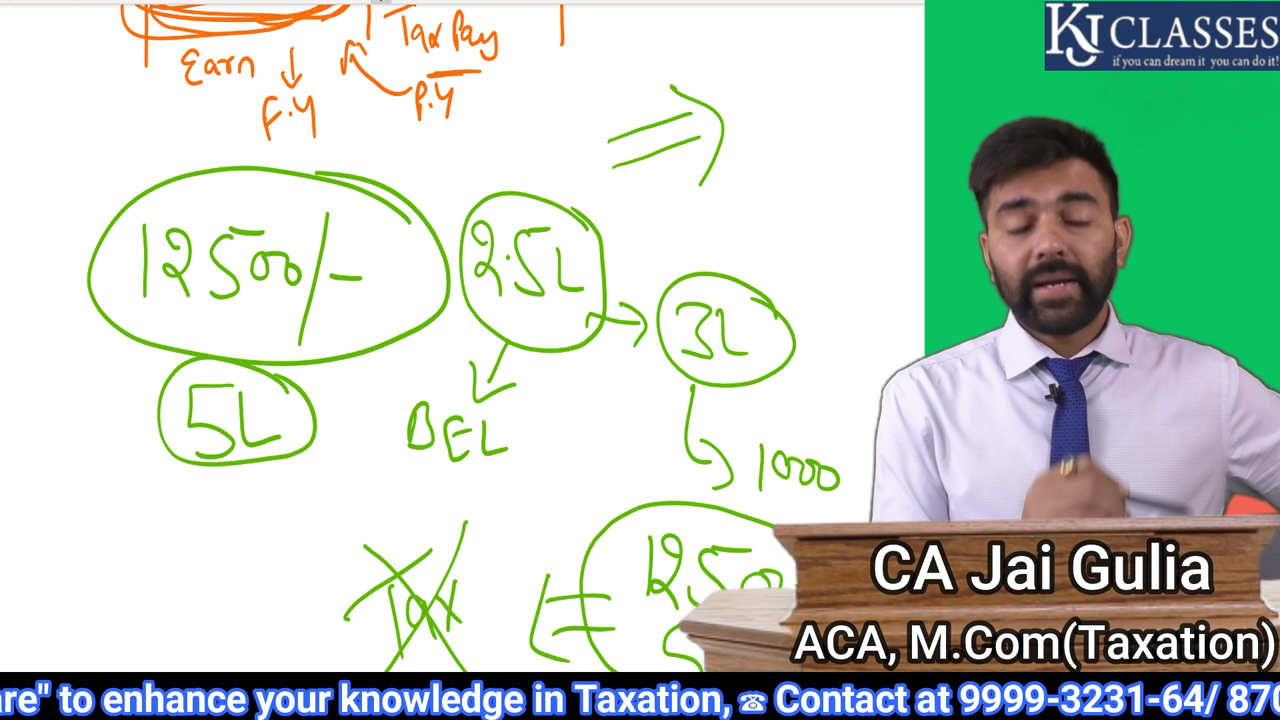 Tax Pay
Earn
F.Y
P.Y
12500/-
2.5L
3L
5L
BEL
1000
Tax
KJ CLASSES
if you can dream it you can do it!
CA Jai Gulia
ACA, M.Com(Taxation)
are" to enhance your knowledge in Taxation, ☎ Contact at 9999-3231-64/ 870